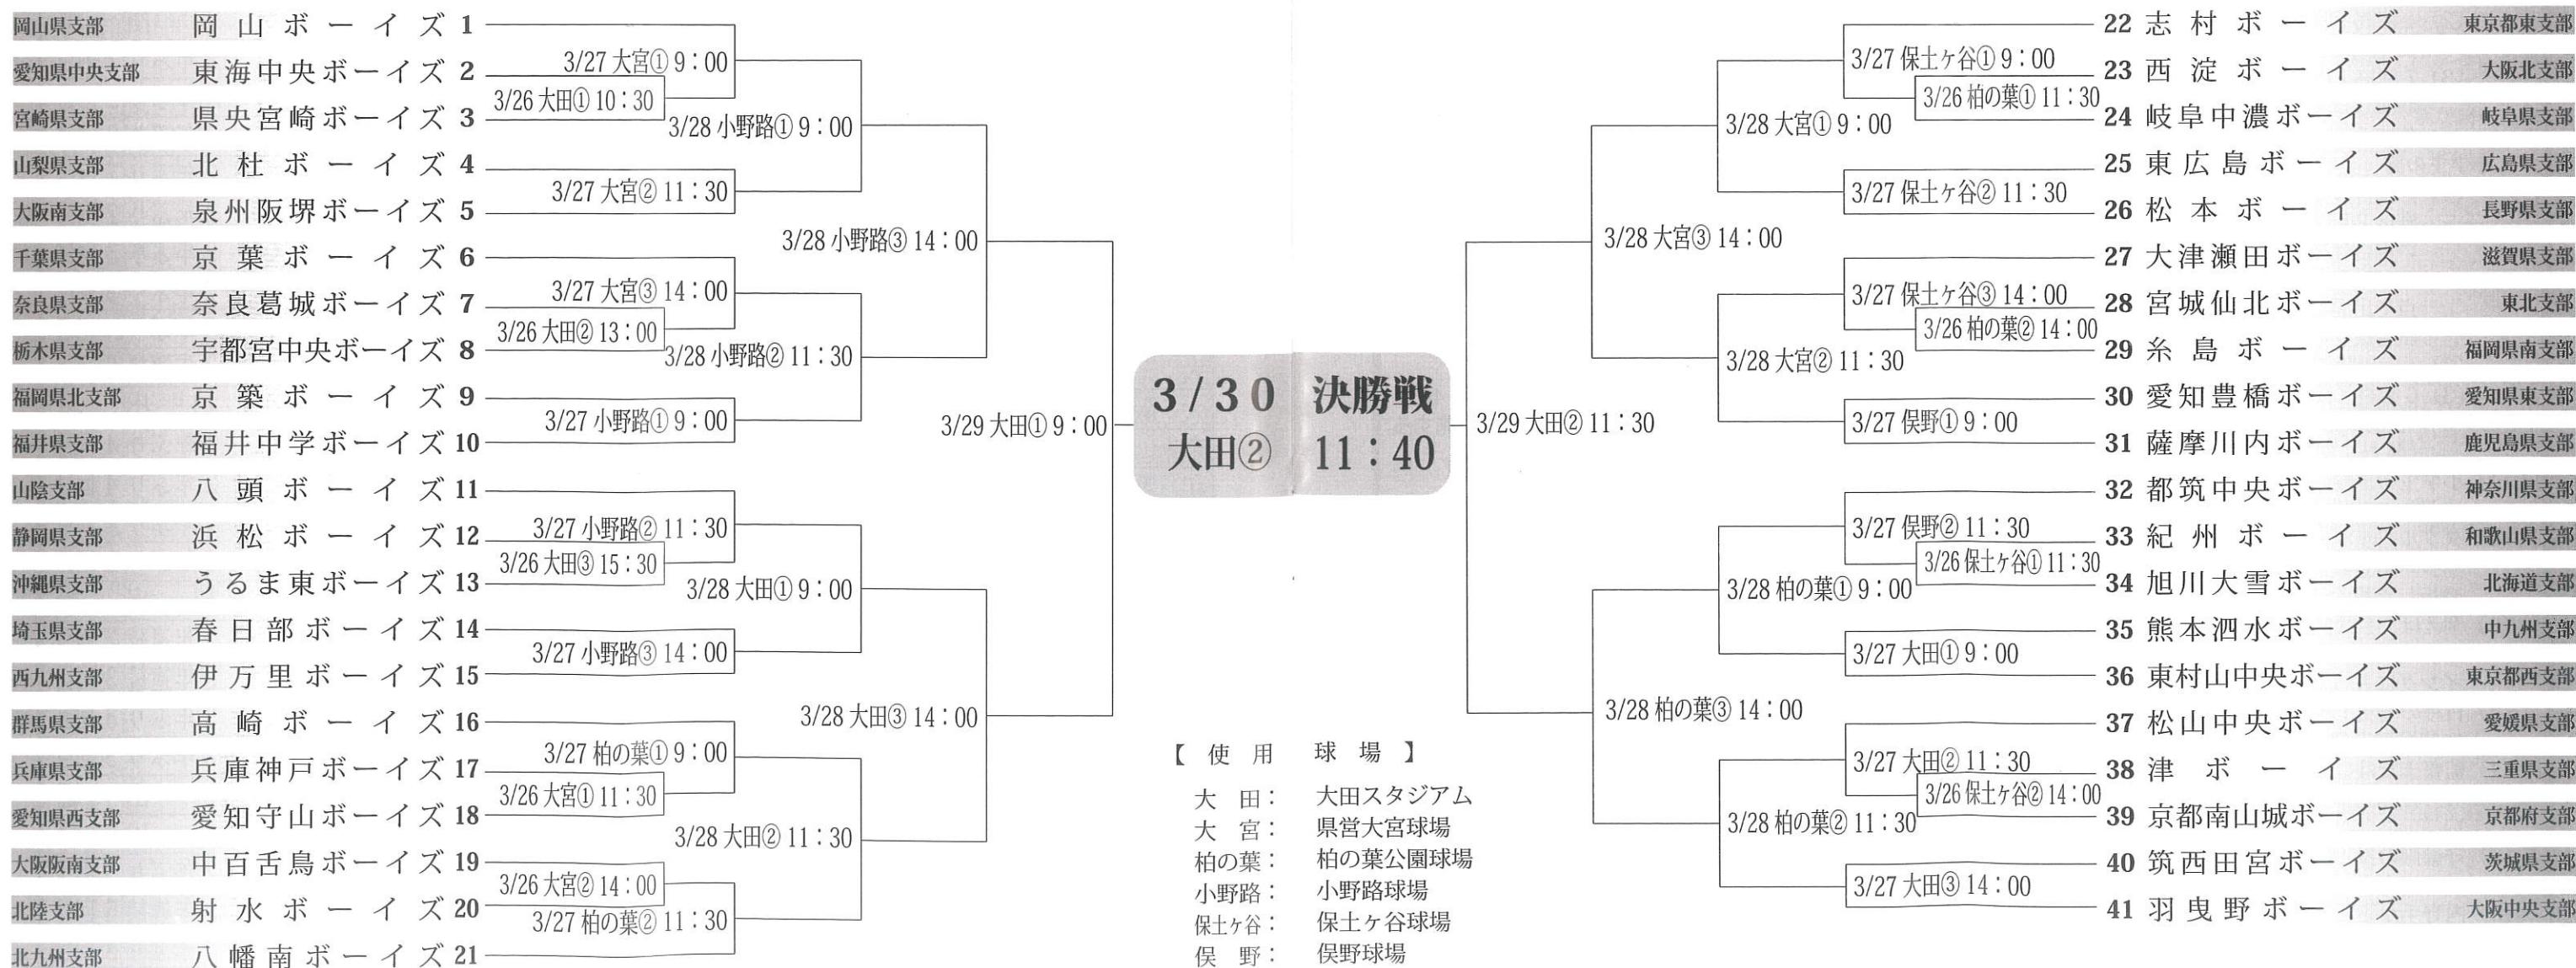 岡山県支部 岡山ボーイズ 1
3/27 大宮① 9：00
愛知県中央支部 東海中央ボーイズ 2
3/26 大田① 10：30
宮崎県支部 県央宮崎ボーイズ 3
3/28 小野路① 9：00
山梨県支部 北杜ボーイズ 4
3/27 大宮② 11：30
大阪南支部 泉州阪堺ボーイズ 5
3/28 小野路③ 14：00
千葉県支部 京葉ボーイズ 6
3/27 大宮③ 14：00
奈良県支部 奈良葛城ボーイズ 7
3/26 大田② 13：00
栃木県支部 宇都宮中央ボーイズ 8
3/28 小野路② 11：30
福岡県北支部 京築ボーイズ 9
3/27 小野路① 9：00
福井県支部 福井中学ボーイズ 10
3/29 大田① 9：00
山陰支部 八頭ボーイズ 11
3/27 小野路② 11：30
静岡県支部 浜松ボーイズ 12
3/26 大田③ 15：30
沖縄県支部 うるま東ボーイズ 13
3/28 大田① 9：00
埼玉県支部 春日部ボーイズ 14
3/27 小野路③ 14：00
西九州支部 伊万里ボーイズ 15
3/28 大田③ 14：00
群馬県支部 高崎ボーイズ 16
3/27 柏の葉① 9：00
兵庫県支部 兵庫神戸ボーイズ 17
3/26 大宮① 11：30
愛知県西支部 愛知守山ボーイズ 18
3/28 大田② 11：30
大阪阪南支部 中百舌鳥ボーイズ 19
3/26 大宮② 14：00
北陸支部 射水ボーイズ 20
3/27 柏の葉② 11：30
北九州支部 八幡南ボーイズ 21
3/30 決勝戦
大田② 11：40
【使用球場】
大田： 大田スタジアム
大宮： 県営大宮球場
柏の葉： 柏の葉公園球場
小野路： 小野路球場
保土ヶ谷： 保土ヶ谷球場
俣野： 俣野球場
22 志村ボーイズ 東京都東支部
3/27 保土ヶ谷① 9：00
23 西淀ボーイズ 大阪北支部
3/26 柏の葉① 11：30
24 岐阜中濃ボーイズ 岐阜県支部
3/28 大宮① 9：00
25 東広島ボーイズ 広島県支部
3/27 保土ヶ谷② 11：30
26 松本ボーイズ 長野県支部
3/28 大宮③ 14：00
27 大津瀬田ボーイズ 滋賀県支部
3/27 保土ヶ谷③ 14：00
28 宮城仙北ボーイズ 東北支部
3/26 柏の葉② 14：00
29 糸島ボーイズ 福岡県南支部
3/28 大宮② 11：30
30 愛知豊橋ボーイズ 愛知県東支部
3/27 俣野① 9：00
31 薩摩川内ボーイズ 鹿児島県支部
3/29 大田② 11：30
32 都筑中央ボーイズ 神奈川県支部
3/27 俣野② 11：30
33 紀州ボーイズ 和歌山県支部
3/26 保土ヶ谷① 11：30
34 旭川大雪ボーイズ 北海道支部
3/28 柏の葉① 9：00
35 熊本泗水ボーイズ 中九州支部
3/27 大田① 9：00
36 東村山中央ボーイズ 東京都西支部
3/28 柏の葉③ 14：00
37 松山中央ボーイズ 愛媛県支部
3/27 大田② 11：30
38 津ボーイズ 三重県支部
3/26 保土ヶ谷② 14：00
39 京都南山城ボーイズ 京都府支部
3/28 柏の葉② 11：30
40 筑西田宮ボーイズ 茨城県支部
3/27 大田③ 14：00
41 羽曳野ボーイズ 大阪中央支部